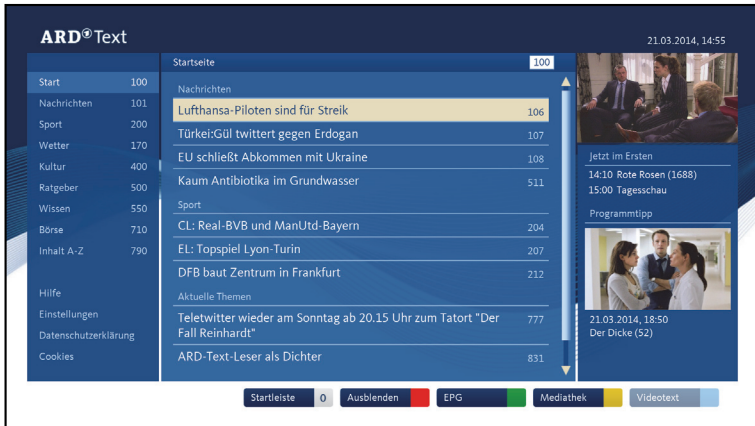 ARD Text
21.03.2014, 14:55
Start 100
Nachrichten 101
Sport 200
Wetter 170
Kultur 400
Ratgeber 500
Wissen 550
Börse 710
Inhalt A-Z 790
Hilfe
Einstellungen
Datenschutzerklärung
Cookies
Startseite 100
Nachrichten
Lufthansa-Piloten sind für Streik 106
Türkei:Gül twittert gegen Erdogan 107
EU schließt Abkommen mit Ukraine 108
Kaum Antibiotika im Grundwasser 511
Sport
CL: Real-BVB und ManUtd-Bayern 204
EL: Topspiel Lyon-Turin 207
DFB baut Zentrum in Frankfurt 212
Aktuelle Themen
Teletwitter wieder am Sonntag ab 20.15 Uhr zum Tatort "Der 777
Fall Reinhardt"
ARD-Text-Leser als Dichter 831
Jetzt im Ersten
14:10 Rote Rosen (1688)
15:00 Tagesschau
Programmtipp
21.03.2014, 18:50
Der Dicke (52)
Startleiste 0 Ausblenden EPG Mediathek Videotext